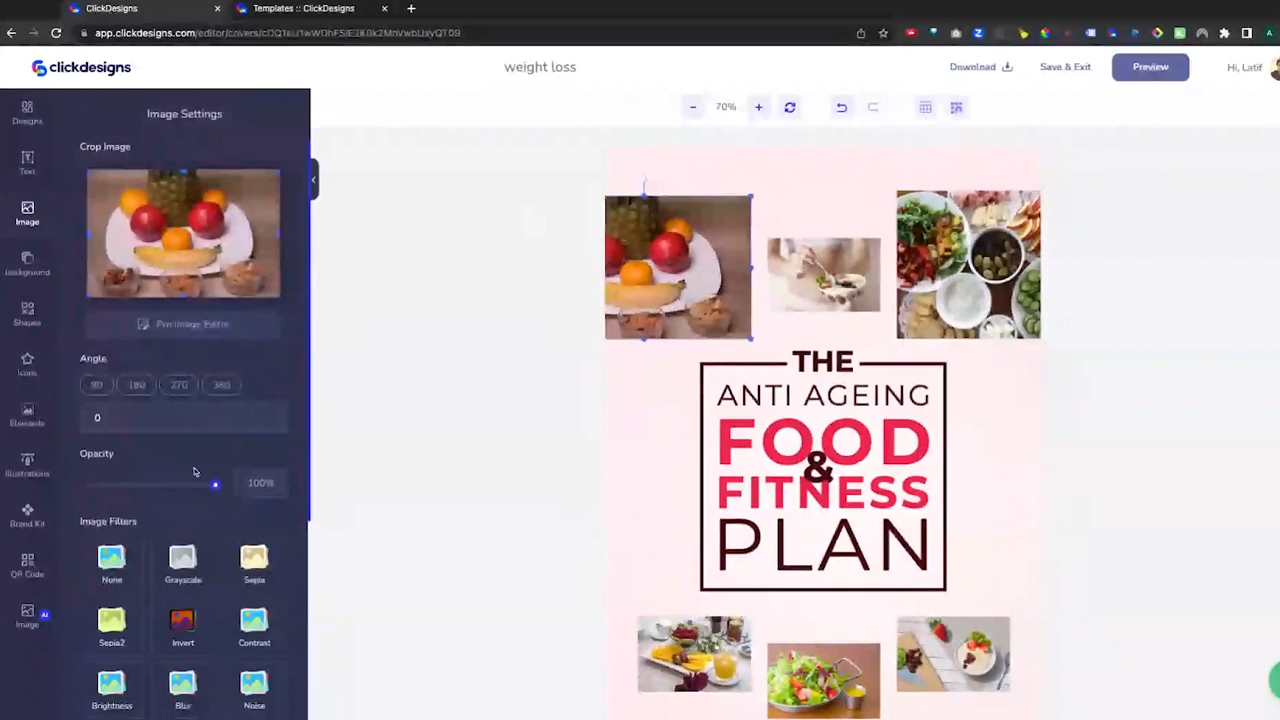 ClickDesigns
Templates :: ClickDesigns
app.clickdesigns.com/editor/covers/
clickdesigns
weight loss
Download
Save & Exit
Preview
Hi, Latif
Designs
Text
Image
Background
Shapes
Icons
Elements
Illustrations
Brand Kit
QR Code
Image
AI
Image Settings
Crop Image
Pro Image Editor
Angle
90 180 270 360
0
Opacity
100%
Image Filters
None Grayscale Sepia
Sepia2 Invert Contrast
Brightness Blur Noise
70%
THE
ANTI AGEING
FOOD
&
FITNESS
PLAN